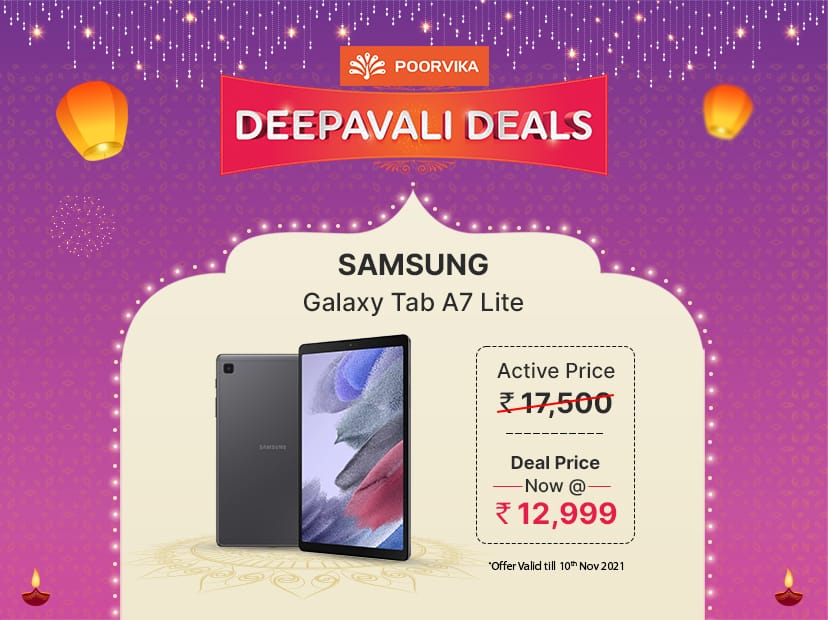 POORVIKA
DEEPAVALI DEALS
SAMSUNG
Galaxy Tab A7 Lite
SAMSUNG
Active Price
₹ 17,500
Deal Price
Now @
₹ 12,999
*Offer Valid till 10th Nov 2021